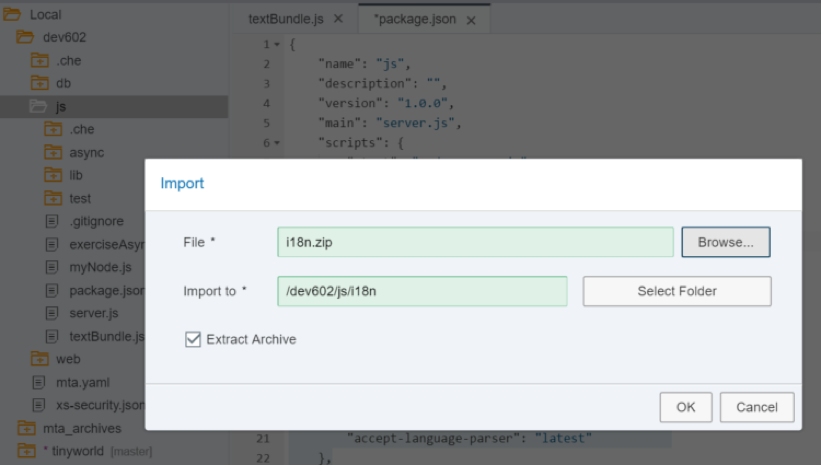 Local
dev602
.che
db
js
.che
async
lib
test
.gitignore
exerciseAsyn
myNode.js
package.json
server.js
textBundle.js
web
mta.yaml
xs-security.json
mta_archives
* tinyworld [master]
textBundle.js ×
*package.json ×
1 {
2 "name": "js",
3 "description": "",
4 "version": "1.0.0",
5 "main": "server.js",
6 "scripts": {
Import
File * i18n.zip Browse...
Import to * /dev602/js/i18n Select Folder
Extract Archive
OK Cancel
21 "accept-language-parser": "latest"
22 },